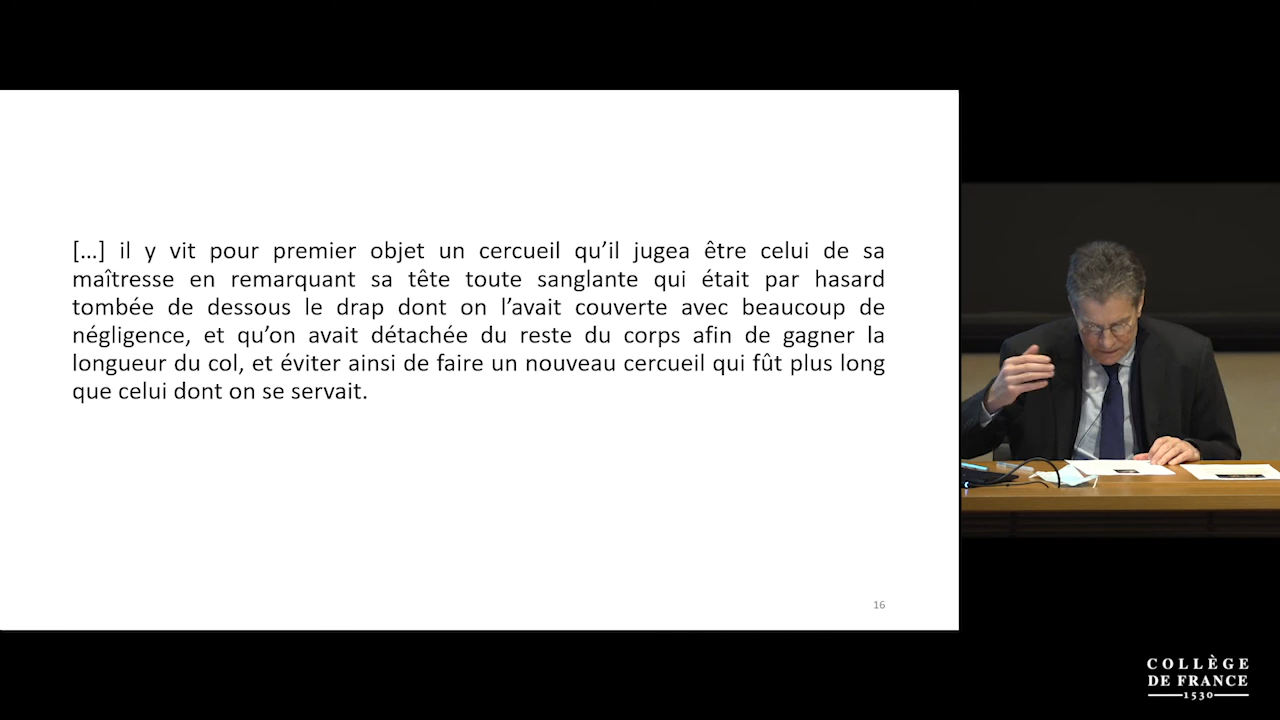 […] il y vit pour premier objet un cercueil qu’il jugea être celui de sa
maîtresse en remarquant sa tête toute sanglante qui était par hasard
tombée de dessous le drap dont on l’avait couverte avec beaucoup de
négligence, et qu’on avait détachée du reste du corps afin de gagner la
longueur du col, et éviter ainsi de faire un nouveau cercueil qui fût plus long
que celui dont on se servait.
16
COLLÈGE
DE FRANCE
1530